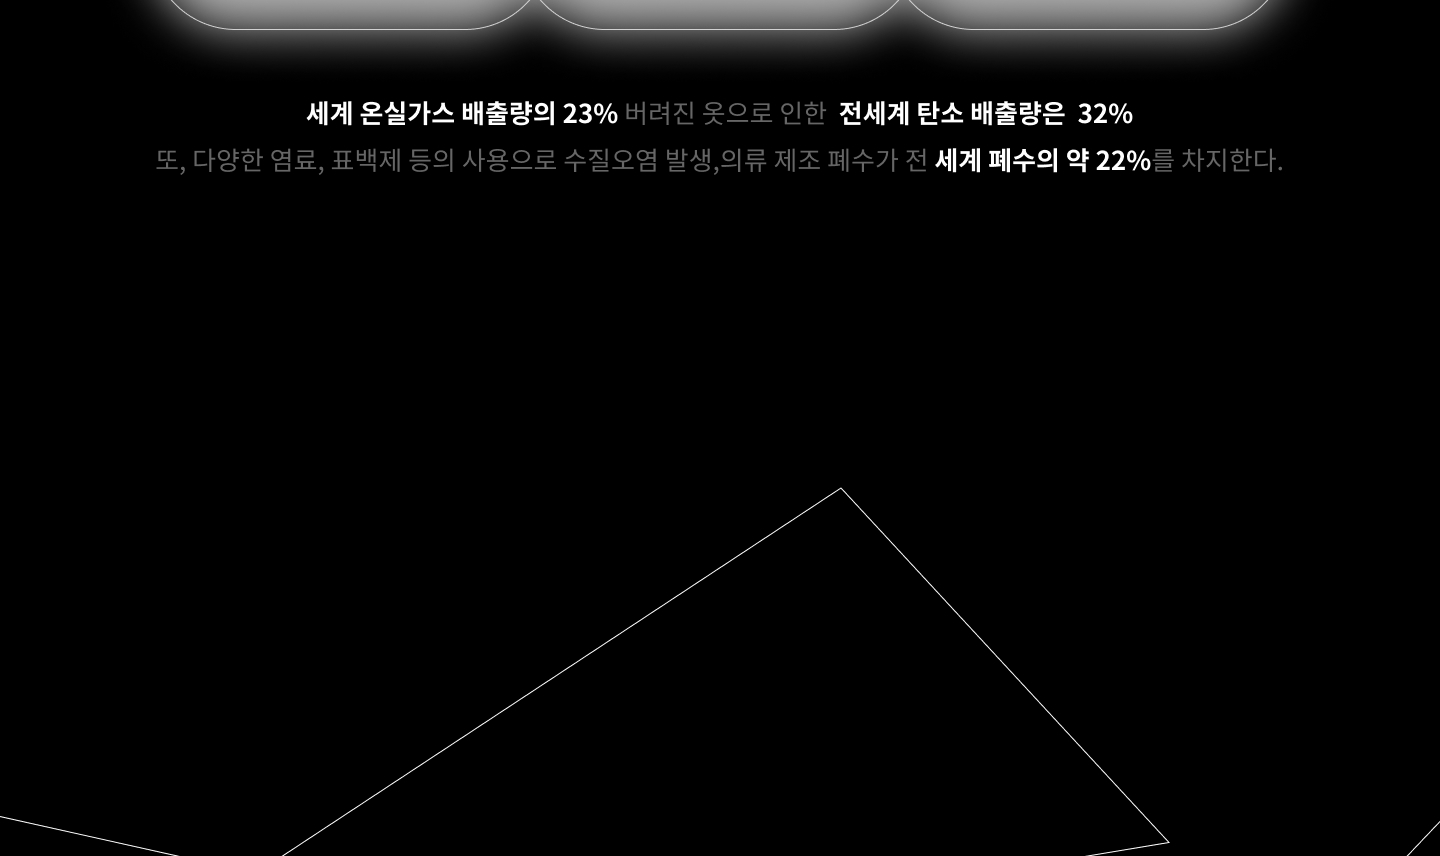 세계 온실가스 배출량의 23% 버려진 옷으로 인한 전세계 탄소 배출량은 32%
또, 다양한 염료, 표백제 등의 사용으로 수질오염 발생,의류 제조 폐수가 전 세계 폐수의 약 22%를 차지한다.